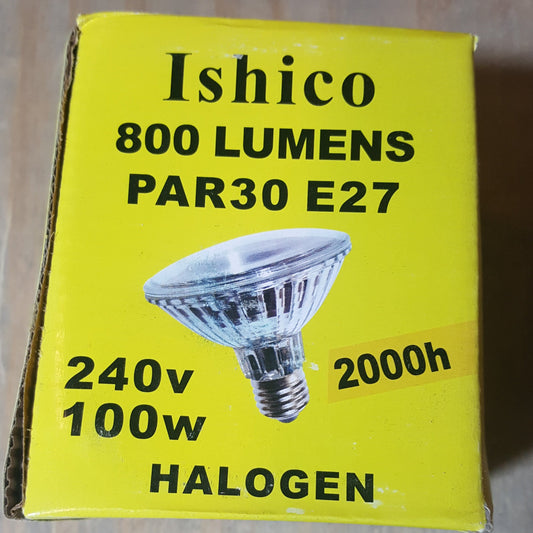 Ishico
800 LUMENS
PAR30 E27
240v
100w
2000h
HALOGEN